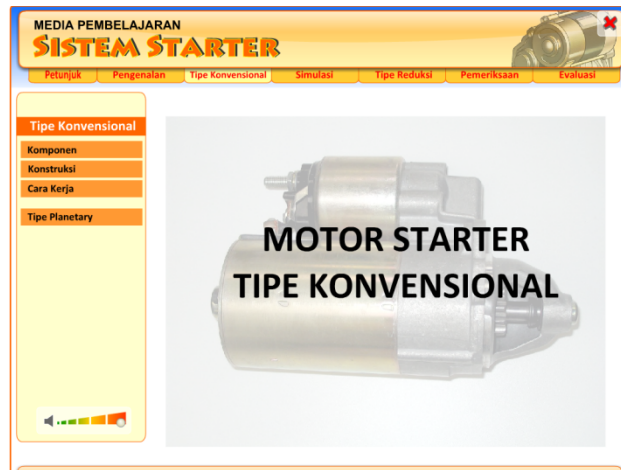 MEDIA PEMBELAJARAN
SISTEM STARTER
Petunjuk Pengenalan Tipe Konvensional Simulasi Tipe Reduksi Pemeriksaan Evaluasi
Tipe Konvensional
Komponen
Konstruksi
Cara Kerja
Tipe Planetary
MOTOR STARTER
TIPE KONVENSIONAL